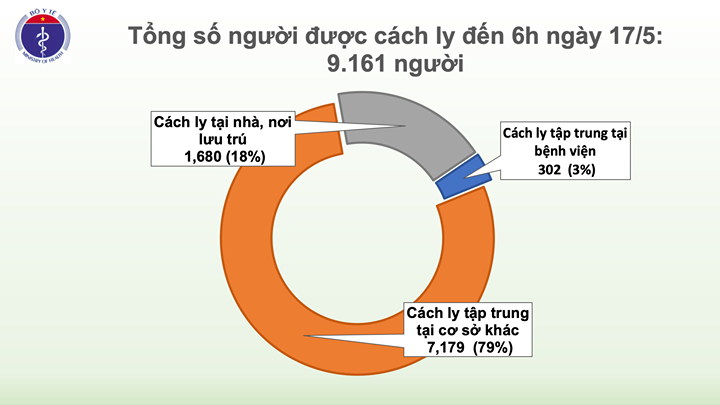 BỘ Y TẾ
MINISTRY OF HEALTH
Tổng số người được cách ly đến 6h ngày 17/5:
9.161 người
Cách ly tại nhà, nơi
lưu trú
1,680 (18%)
Cách ly tập trung tại
bệnh viện
302 (3%)
Cách ly tập trung
tại cơ sở khác
7,179 (79%)